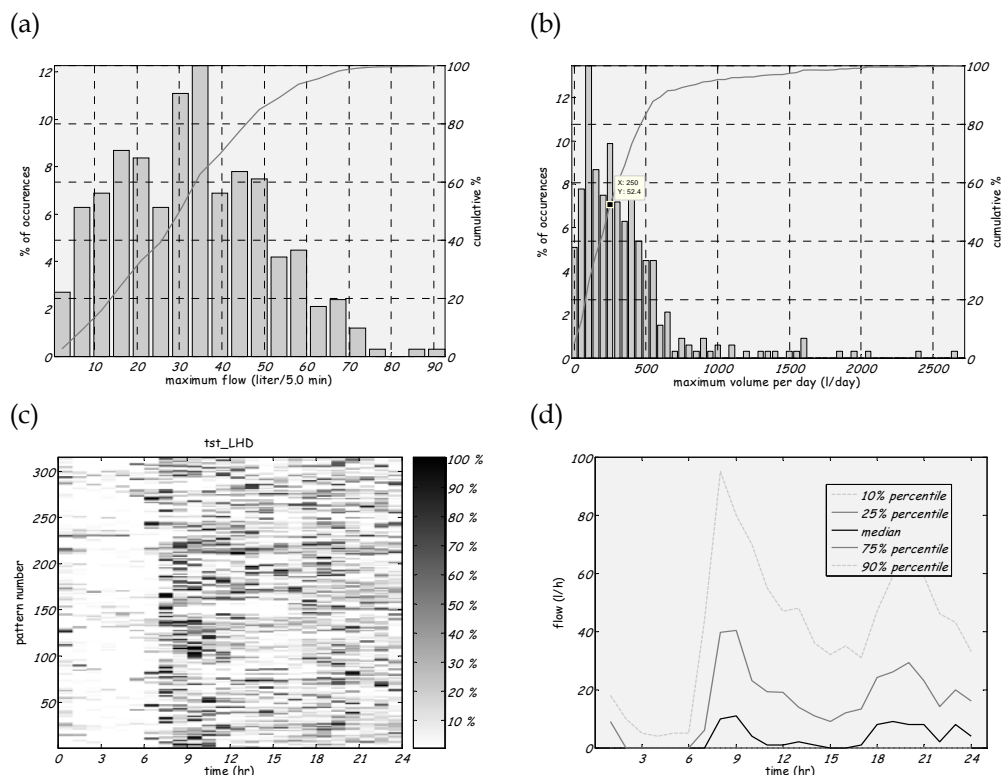 (a)
(b)
12
10
8
6
4
2
0
% of occurences
100
80
60
40
20
0
cumulative %
10 20 30 40 50 60 70 80 90
maximum flow (liter/5.0 min)
12
10
8
6
4
2
0
% of occurences
X: 250
Y: 52.4
100
80
60
40
20
0
cumulative %
0 500 1000 1500 2000 2500
maximum volume per day (l/day)
(c)
(d)
tst_LHD
300
250
200
150
100
50
pattern number
100 %
90 %
80 %
70 %
60 %
50 %
40 %
30 %
20 %
10 %
0 3 6 9 12 15 18 21 24
time (hr)
100
80
60
40
20
0
flow (l/h)
10% percentile
25% percentile
median
75% percentile
90% percentile
0 3 6 9 12 15 18 21 24
time (hr)